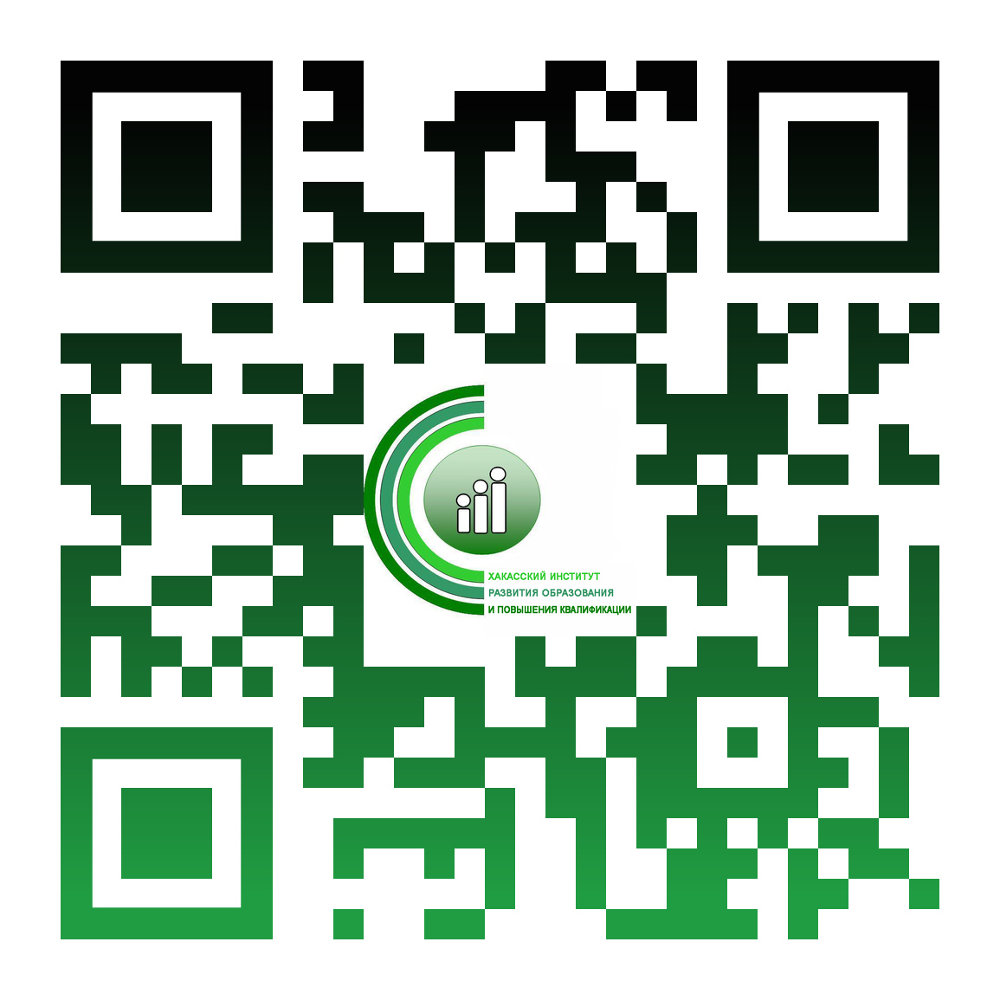 ХАКАССКИЙ ИНСТИТУТ
РАЗВИТИЯ ОБРАЗОВАНИЯ
И ПОВЫШЕНИЯ КВАЛИФИКАЦИИ